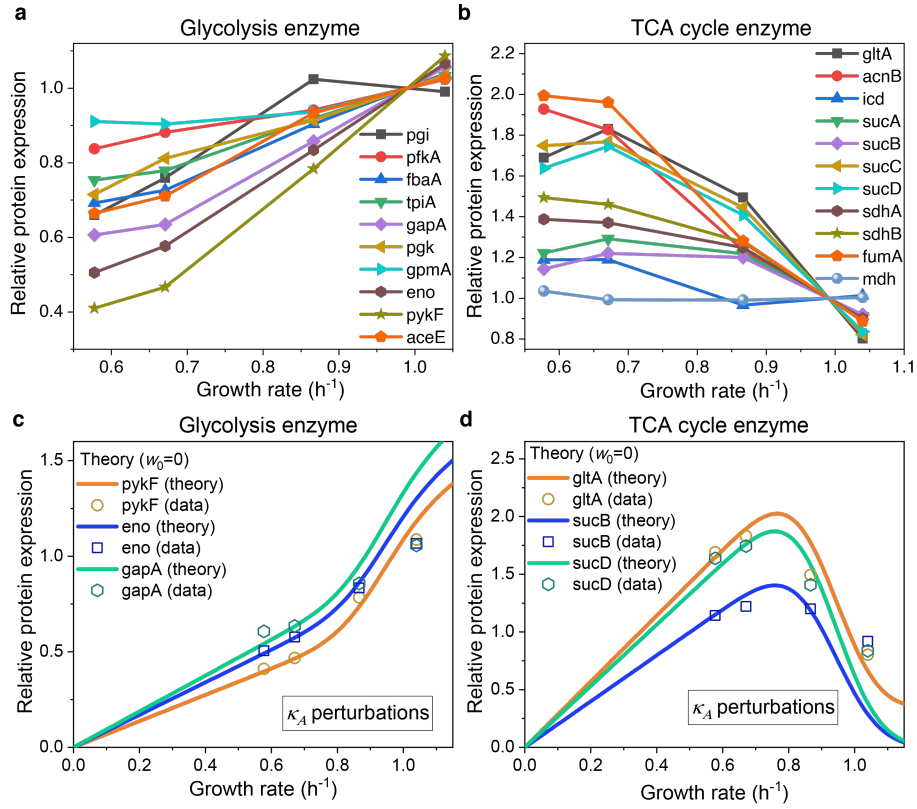 a
Glycolysis enzyme
Relative protein expression
1.0
0.8
0.6
0.4
pgi
pfkA
fbaA
tpiA
gapA
pgk
gpmA
eno
pykF
aceE
0.6 0.7 0.8 0.9 1.0
Growth rate (h-1)
b
TCA cycle enzyme
Relative protein expression
2.2
2.0
1.8
1.6
1.4
1.2
1.0
0.8
gltA
acnB
icd
sucA
sucB
sucC
sucD
sdhA
sdhB
fumA
mdh
0.6 0.7 0.8 0.9 1.0 1.1
Growth rate (h-1)
c
Glycolysis enzyme
Relative protein expression
1.5
1.0
0.5
0.0
Theory (w0=0)
pykF (theory)
pykF (data)
eno (theory)
eno (data)
gapA (theory)
gapA (data)
κA perturbations
0.0 0.2 0.4 0.6 0.8 1.0
Growth rate (h-1)
d
TCA cycle enzyme
Relative protein expression
2.5
2.0
1.5
1.0
0.5
0.0
Theory (w0=0)
gltA (theory)
gltA (data)
sucB (theory)
sucB (data)
sucD (theory)
sucD (data)
κA perturbations
0.0 0.2 0.4 0.6 0.8 1.0
Growth rate (h-1)